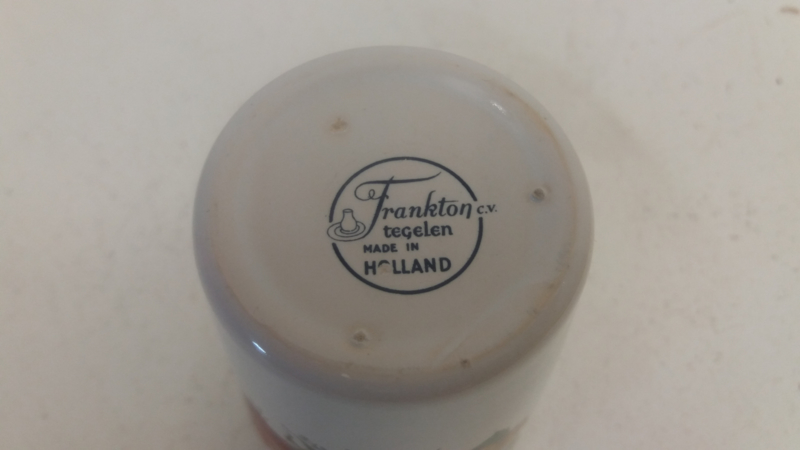 Frankton c.v.
tegelen
MADE IN
HOLLAND